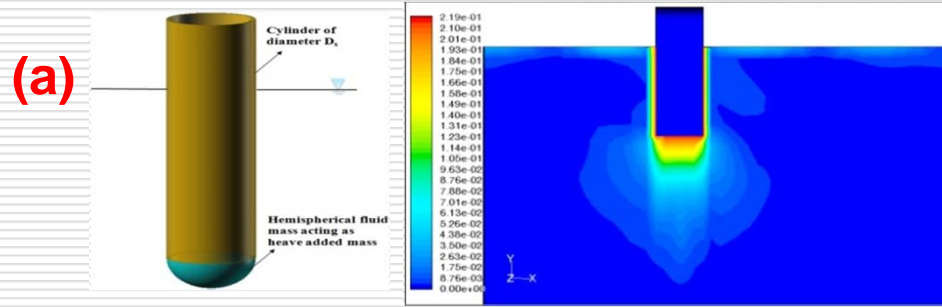 (a)
Cylinder of
diameter Ds
Hemispherical fluid
mass acting as
heave added mass
2.19e-01
2.10e-01
2.01e-01
1.93e-01
1.84e-01
1.75e-01
1.66e-01
1.58e-01
1.49e-01
1.40e-01
1.31e-01
1.23e-01
1.14e-01
1.05e-01
9.63e-02
8.76e-02
7.88e-02
7.01e-02
6.13e-02
5.26e-02
4.38e-02
3.50e-02
2.63e-02
1.75e-02
8.76e-03
0.00e+00
Y
Z X